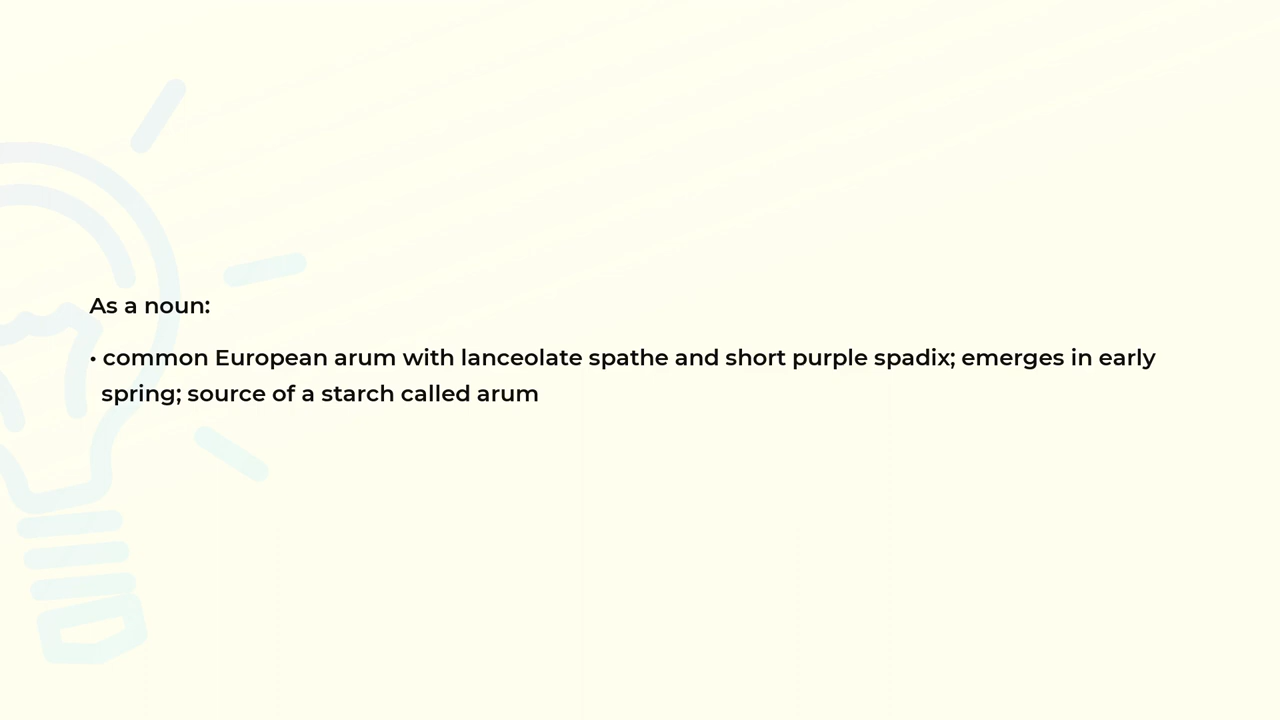 As a noun:
• common European arum with lanceolate spathe and short purple spadix; emerges in early
spring; source of a starch called arum